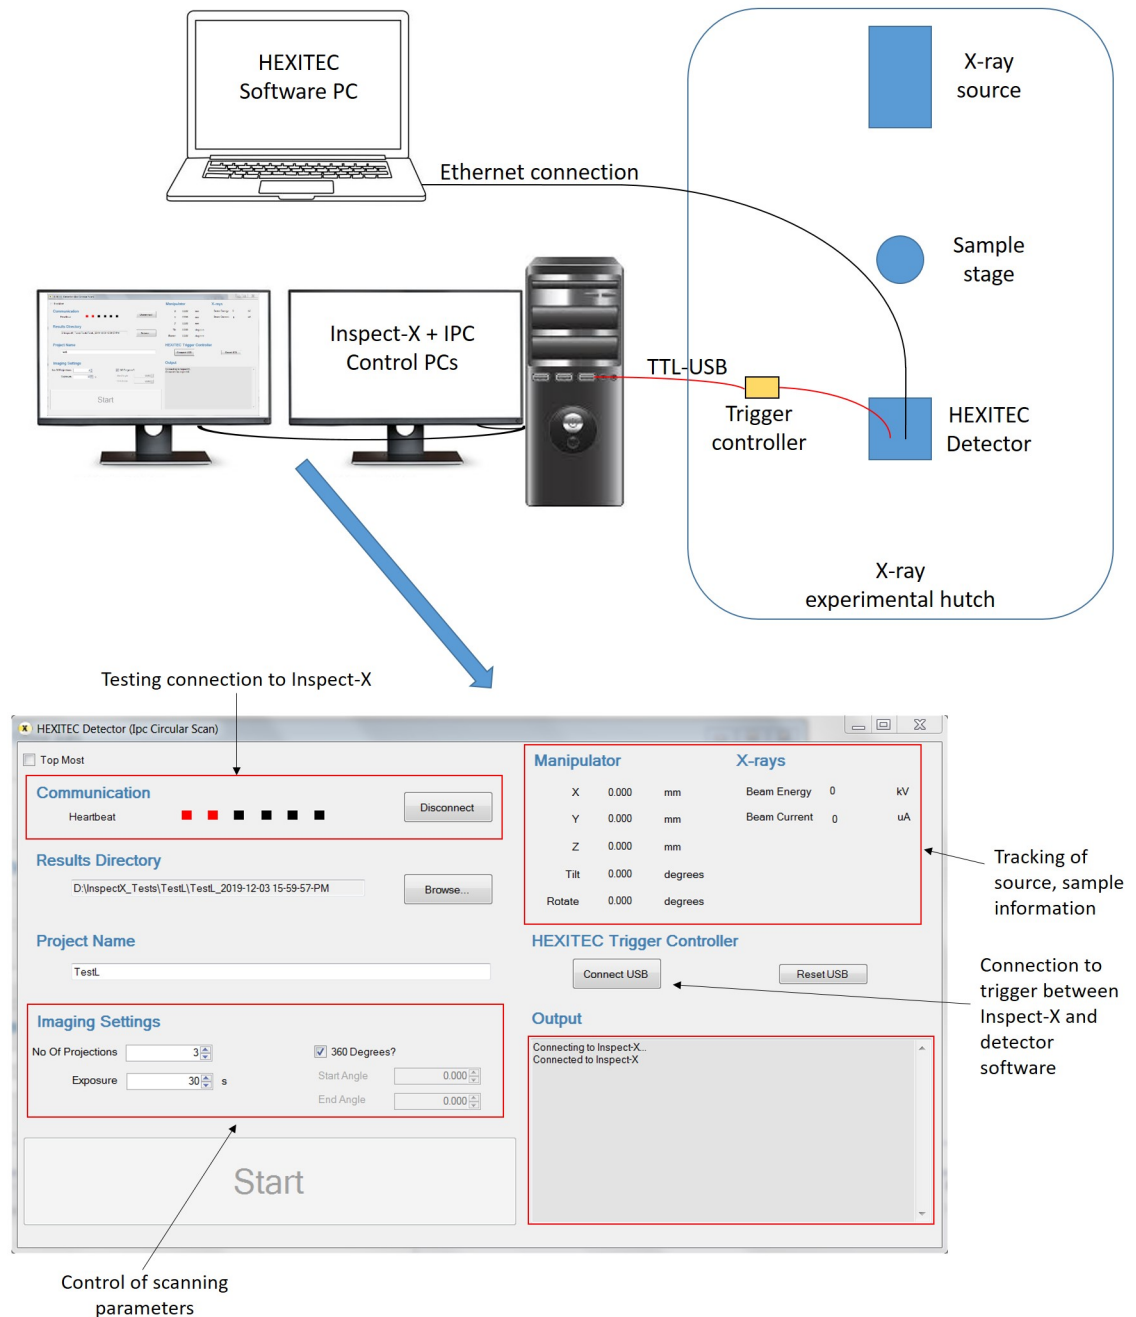 HEXITEC
Software PC
X-ray
source
Ethernet connection
Sample
stage
Inspect-X + IPC
Control PCs
TTL-USB
Trigger
controller
HEXITEC
Detector
X-ray
experimental hutch
Start
Testing connection to Inspect-X
HEXITEC Detector (Ipc Circular Scan)
Top Most
Communication
Heartbeat
Disconnect
Results Directory
D:\InspectX_Tests\TestL\TestL_2019-12-03 15-59-57-PM
Browse...
Project Name
TestL
Imaging Settings
No Of Projections 3
360 Degrees?
Exposure 30 s
Start Angle 0.000
End Angle 0.000
Start
Manipulator
X 0.000 mm
Y 0.000 mm
Z 0.000 mm
Tilt 0.000 degrees
Rotate 0.000 degrees
X-rays
Beam Energy 0 kV
Beam Current 0 uA
HEXITEC Trigger Controller
Connect USB
Reset USB
Output
Connecting to Inspect-X...
Connected to Inspect-X
Tracking of
source, sample
information
Connection to
trigger between
Inspect-X and
detector
software
Control of scanning
parameters